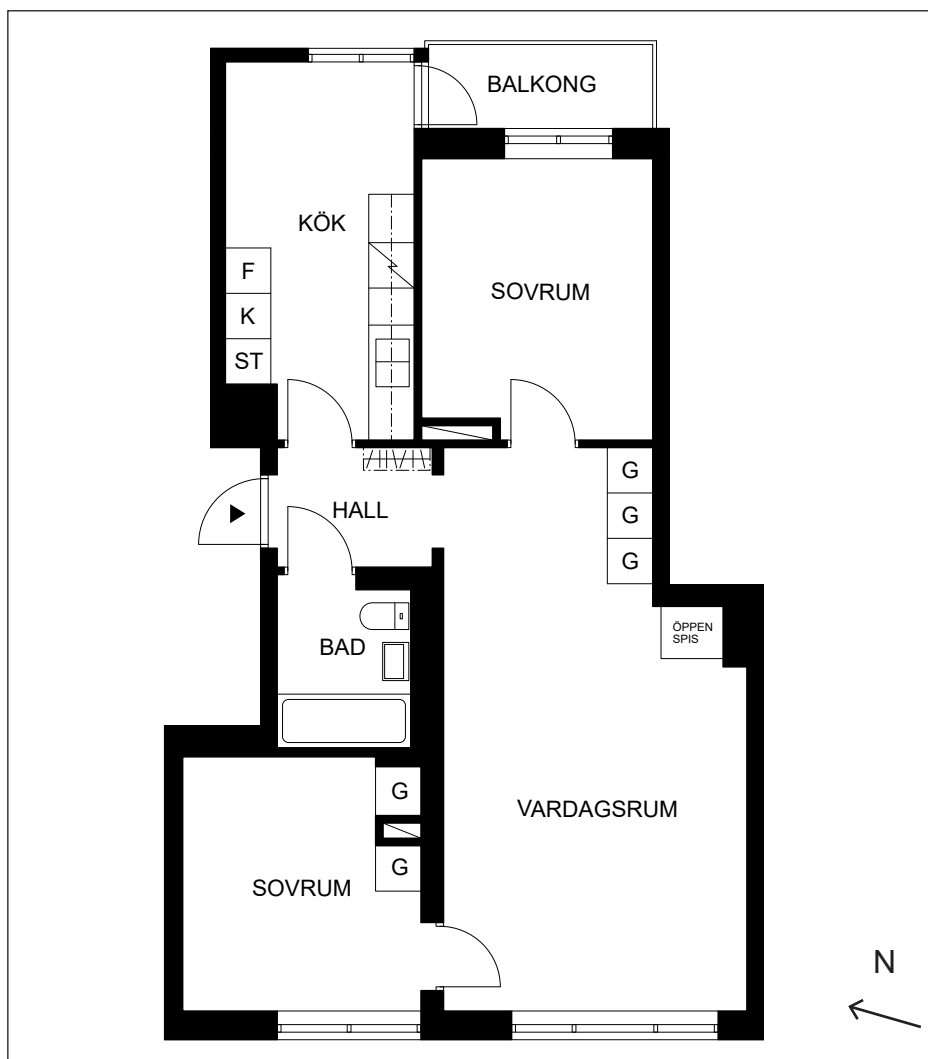 BALKONG
KÖK
F
K
ST
SOVRUM
G
G
G
HALL
ÖPPEN
SPIS
BAD
G
VARDAGSRUM
G
SOVRUM
N